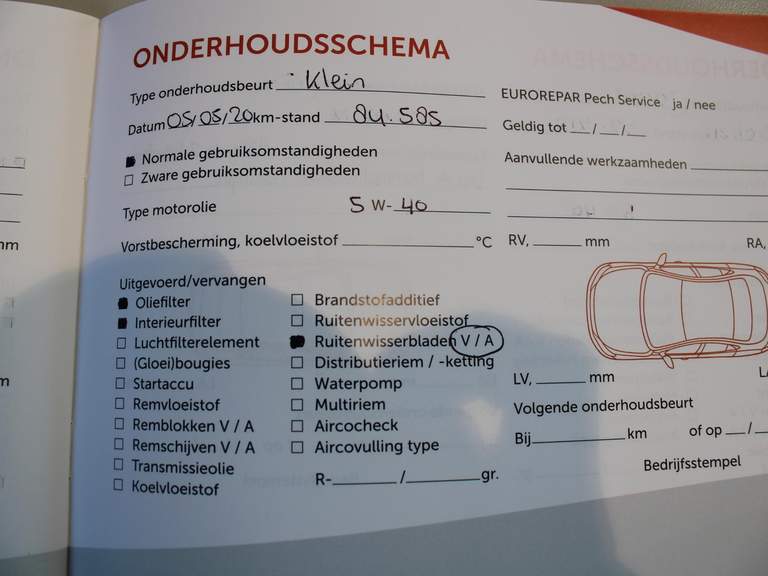 ONDERHOUDSSCHEMA
Type onderhoudsbeurt Klein
Datum 05/05/20 km-stand 84.585
Normale gebruiksomstandigheden
Zware gebruiksomstandigheden
Type motorolie 5 W- 40
Vorstbescherming, koelvloeistof °C
Uitgevoerd/vervangen
Oliefilter
Interieurfilter
Luchtfilterelement
(Gloei)bougies
Startaccu
Remvloeistof
Remblokken V / A
Remschijven V / A
Transmissieolie
Koelvloeistof
Brandstofadditief
Ruitenwisservloeistof
Ruitenwisserbladen V / A
Distributieriem / -ketting
Waterpomp
Multiriem
Aircocheck
Aircovulling type
R- / gr.
EUROREPAR Pech Service ja / nee
Geldig tot / /
Aanvullende werkzaamheden
RV, mm
RA,
LV, mm
Volgende onderhoudsbeurt
Bij km of op /
Bedrijfsstempel